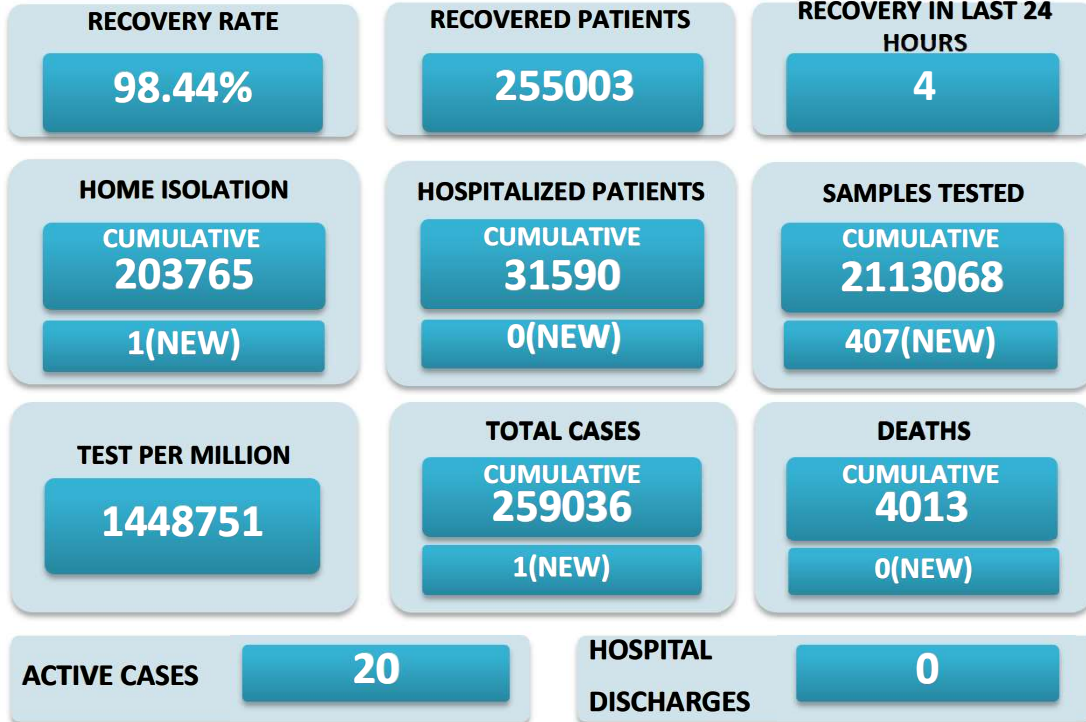 RECOVERY RATE
98.44%
RECOVERED PATIENTS
255003
RECOVERY IN LAST 24
HOURS
4
HOME ISOLATION
CUMULATIVE
203765
1(NEW)
HOSPITALIZED PATIENTS
CUMULATIVE
31590
0(NEW)
SAMPLES TESTED
CUMULATIVE
2113068
407(NEW)
TEST PER MILLION
1448751
TOTAL CASES
CUMULATIVE
259036
1(NEW)
DEATHS
CUMULATIVE
4013
0(NEW)
ACTIVE CASES
20
HOSPITAL
DISCHARGES
0